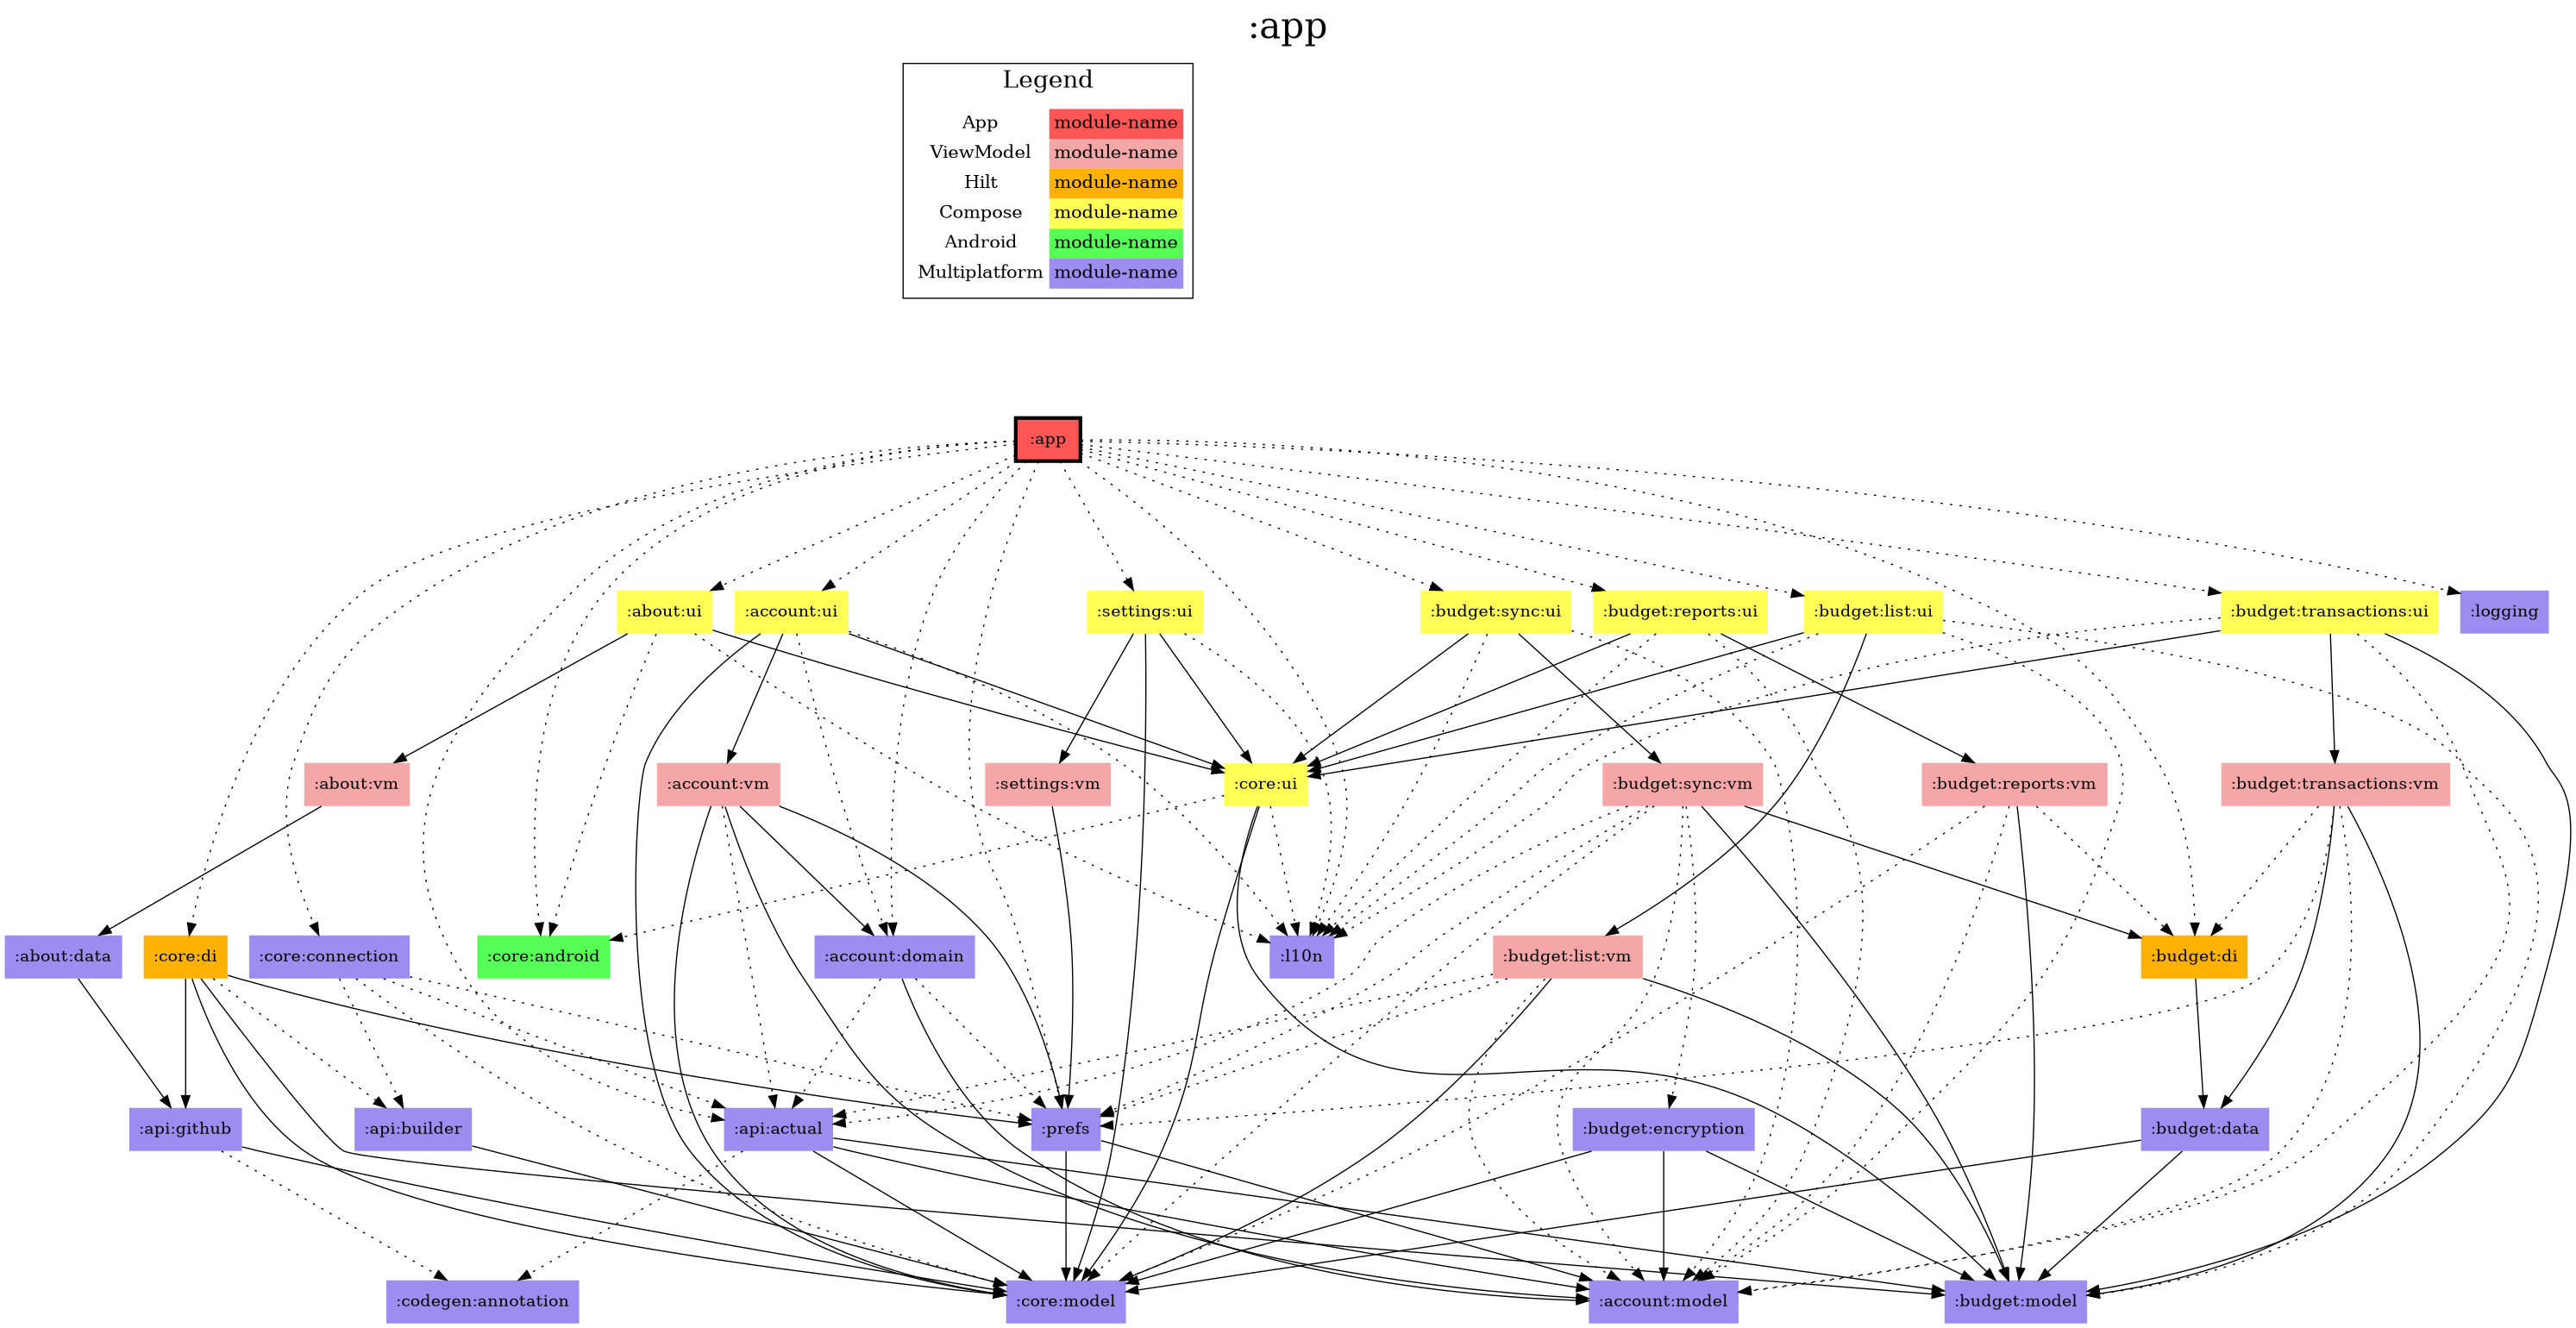 :app
Legend
App module-name
ViewModel module-name
Hilt module-name
Compose module-name
Android module-name
Multiplatform module-name
:app
:about:ui :account:ui :settings:ui :budget:sync:ui :budget:reports:ui :budget:list:ui :budget:transactions:ui :logging
:about:vm :account:vm :settings:vm :core:ui :budget:sync:vm :budget:reports:vm :budget:transactions:vm
:about:data :core:di :core:connection :core:android :account:domain :l10n :budget:list:vm :budget:di
:api:github :api:builder :api:actual :prefs :budget:encryption :budget:data
:codegen:annotation :core:model :account:model :budget:model